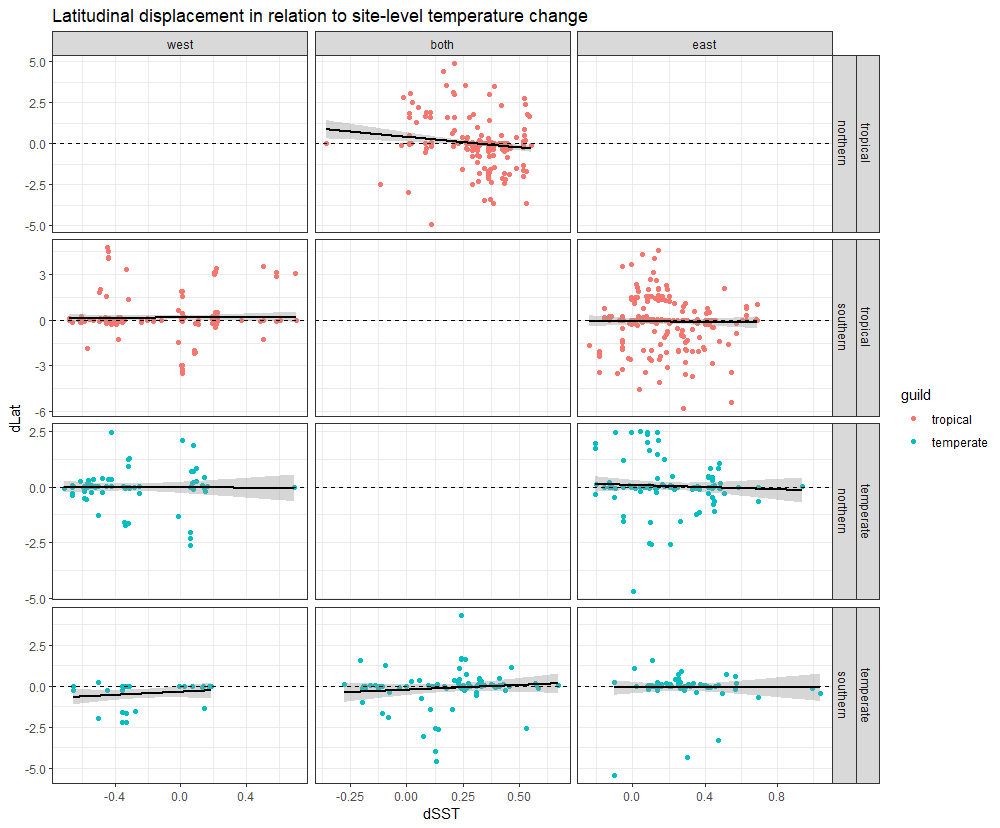 Latitudinal displacement in relation to site-level temperature change
west both east
5.0
2.5
0.0
-2.5
-5.0
northern tropical
3
0
-3
-6
southern tropical
2.5
0.0
-2.5
-5.0
northern temperate
2.5
0.0
-2.5
-5.0
southern temperate
-0.4 0.0 0.4 -0.25 0.00 0.25 0.50 0.0 0.4 0.8
dSST
dLat
guild
tropical
temperate